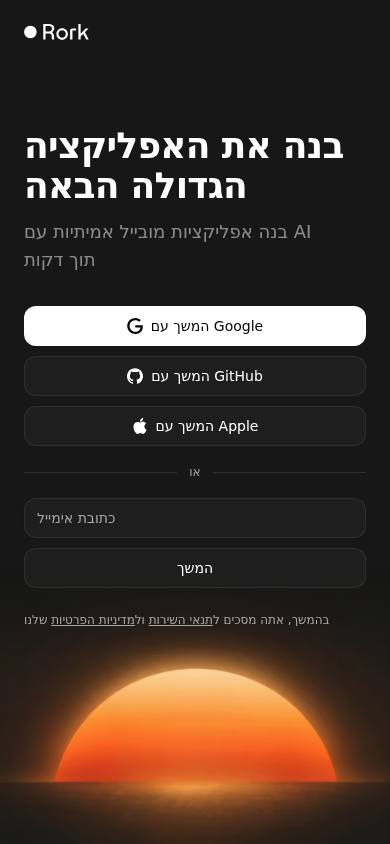 Rork
בנה את האפליקציה
הגדולה הבאה
בנה אפליקציות מובייל אמיתיות עם AI
תוך דקות
המשך עם Google
המשך עם GitHub
המשך עם Apple
או
כתובת אימייל
המשך
בהמשך, אתה מסכים לתנאי השירות ולמדיניות הפרטיות שלנו